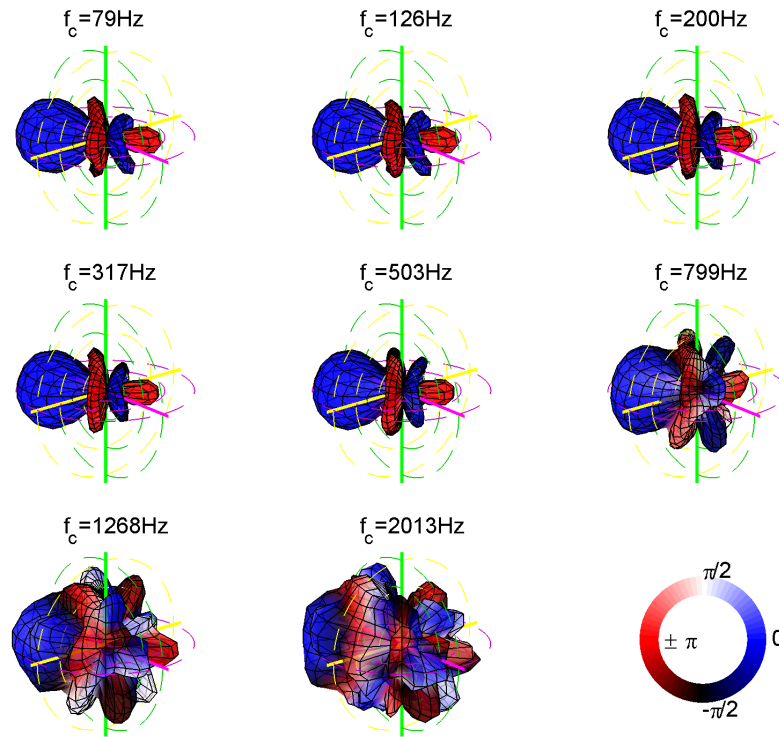 f_c=79Hz
f_c=126Hz
f_c=200Hz
f_c=317Hz
f_c=503Hz
f_c=799Hz
f_c=1268Hz
f_c=2013Hz
π/2
± π
0
-π/2